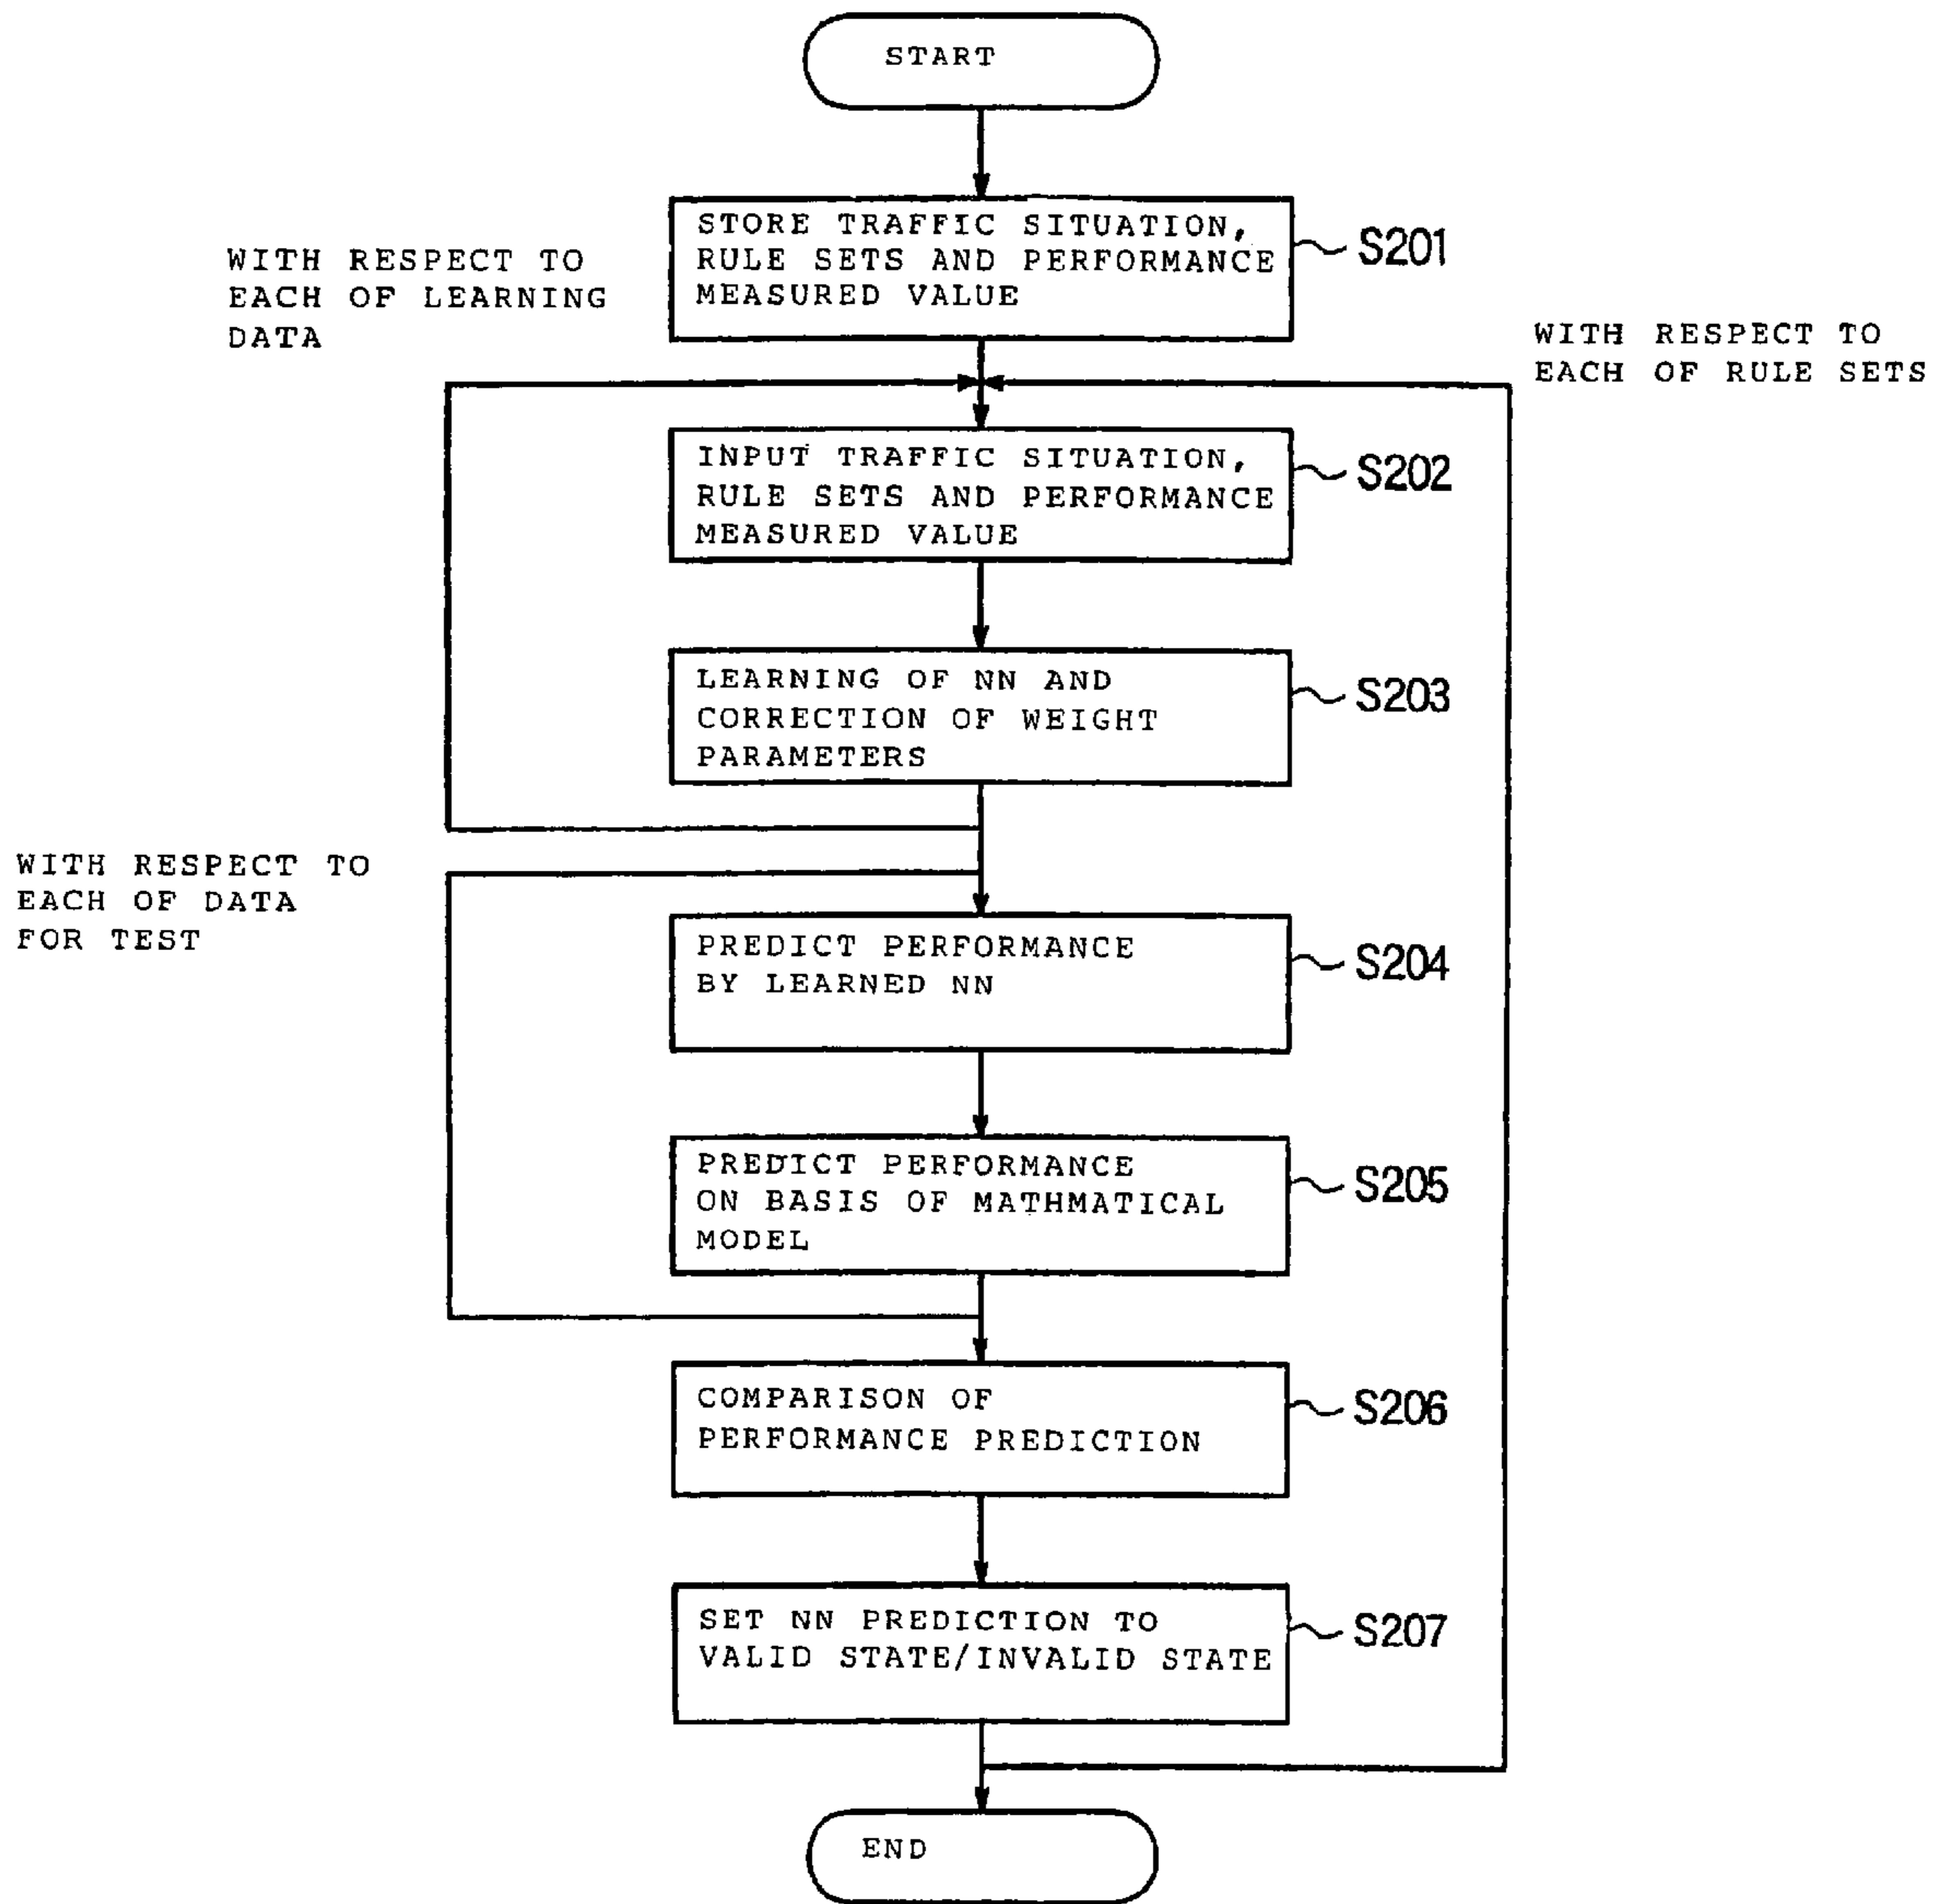 START
STORE TRAFFIC SITUATION,
RULE SETS AND PERFORMANCE
MEASURED VALUE
S201
WITH RESPECT TO
EACH OF LEARNING
DATA
WITH RESPECT TO
EACH OF RULE SETS
INPUT TRAFFIC SITUATION,
RULE SETS AND PERFORMANCE
MEASURED VALUE
S202
LEARNING OF NN AND
CORRECTION OF WEIGHT
PARAMETERS
S203
WITH RESPECT TO
EACH OF DATA
FOR TEST
PREDICT PERFORMANCE
BY LEARNED NN
S204
PREDICT PERFORMANCE
ON BASIS OF MATHMATICAL
MODEL
S205
COMPARISON OF
PERFORMANCE PREDICTION
S206
SET NN PREDICTION TO
VALID STATE/INVALID STATE
S207
END